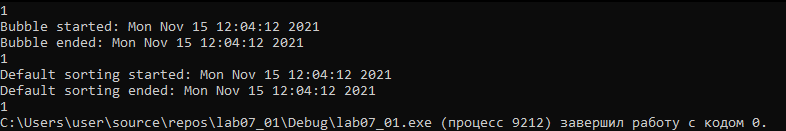 1
Bubble started: Mon Nov 15 12:04:12 2021
Bubble ended: Mon Nov 15 12:04:12 2021
1
Default sorting started: Mon Nov 15 12:04:12 2021
Default sorting ended: Mon Nov 15 12:04:12 2021
1
C:\Users\user\source\repos\lab07_01\Debug\lab07_01.exe (процесс 9212) завершил работу с кодом 0.